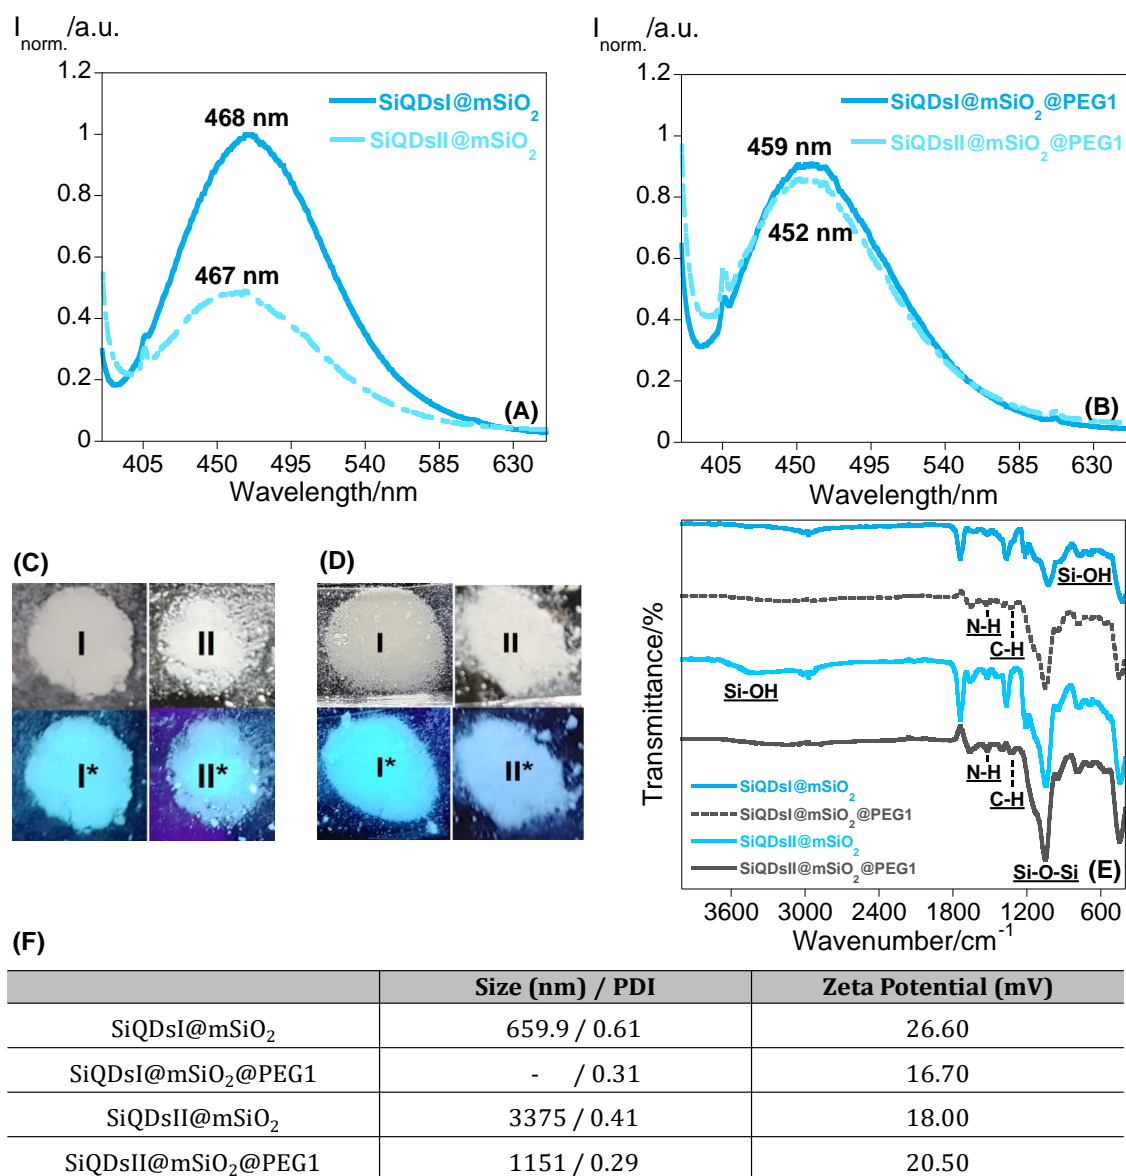 I norm./a.u.
1.2
1
0.8
0.6
0.4
0.2
0
468 nm
467 nm
SiQDsI@mSiO2
SiQDsII@mSiO2
(A)
405 450 495 540 585 630
Wavelength/nm
I norm./a.u.
1.2
1
0.8
0.6
0.4
0.2
0
SiQDsI@mSiO2@PEG1
SiQDsII@mSiO2@PEG1
459 nm
452 nm
(B)
405 450 495 540 585 630
Wavelength/nm
(C)
I
II
I*
II*
(D)
I
II
I*
II*
Transmittance/%
Si-OH
N-H
C-H
Si-OH
N-H
C-H
SiQDsI@mSiO2
SiQDsI@mSiO2@PEG1
SiQDsII@mSiO2
SiQDsII@mSiO2@PEG1
Si-O-Si
(E)
3600 3000 2400 1800 1200 600
Wavenumber/cm-1
(F)
Size (nm) / PDI Zeta Potential (mV)
SiQDsI@mSiO2 659.9 / 0.61 26.60
SiQDsI@mSiO2@PEG1 - / 0.31 16.70
SiQDsII@mSiO2 3375 / 0.41 18.00
SiQDsII@mSiO2@PEG1 1151 / 0.29 20.50